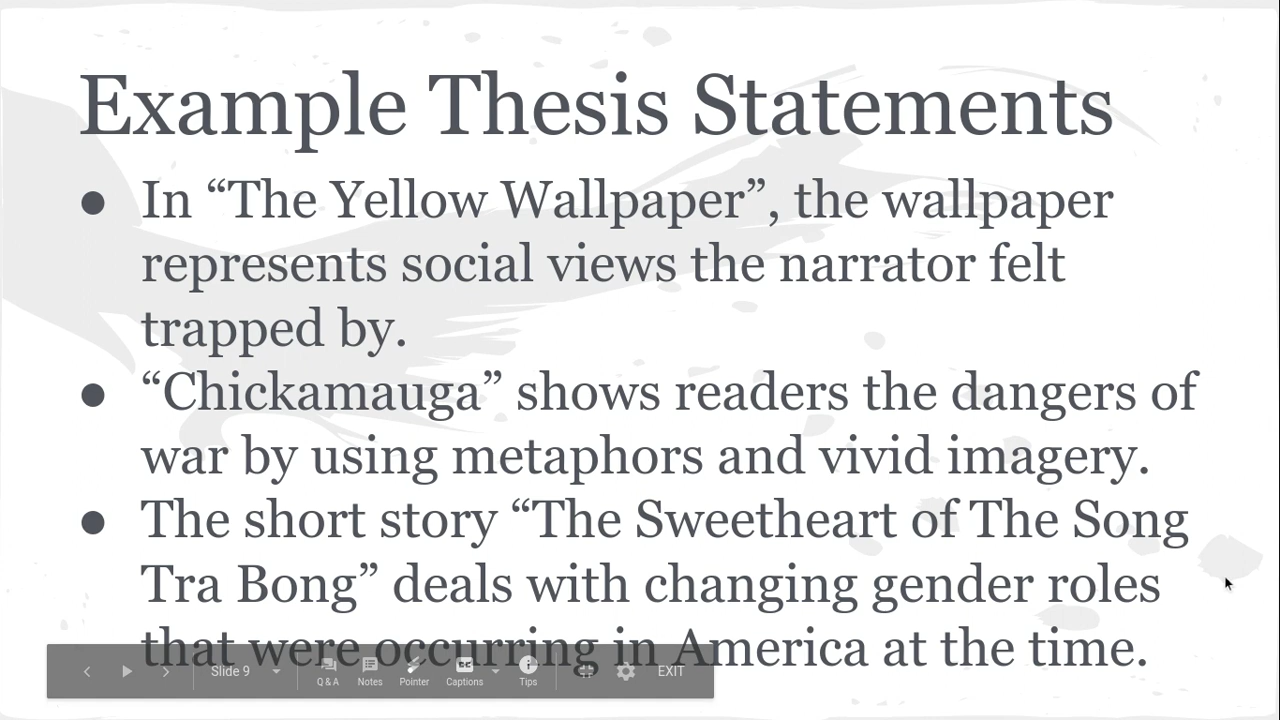 Example Thesis Statements
● In “The Yellow Wallpaper”, the wallpaper
represents social views the narrator felt
trapped by.
● “Chickamauga” shows readers the dangers of
war by using metaphors and vivid imagery.
● The short story “The Sweetheart of The Song
Tra Bong” deals with changing gender roles
that were occurring in America at the time.
Slide 9 Q & A Notes Pointer Captions Tips EXIT